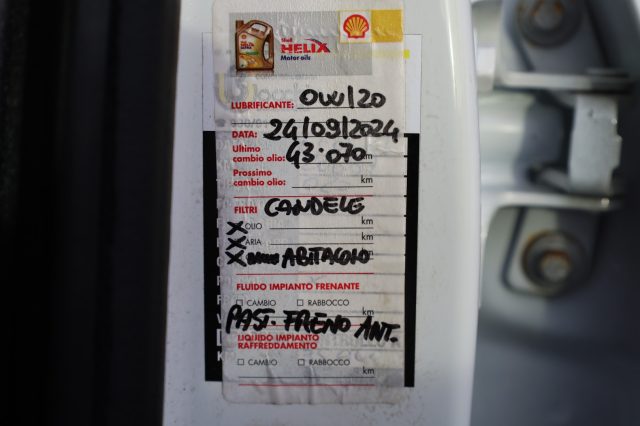 Shell
HELIX
Motor oils
LUBRIFICANTE: 0W/20
DATA: 24/09/2024
Ultimo
cambio olio: 43.070 km
Prossimo
cambio olio: km
FILTRI CANDELE
X OLIO km
X ARIA km
X ABITACOLO
FLUIDO IMPIANTO FRENANTE
☐ CAMBIO ☐ RABBOCCO
PAST. FRENO ANT.
LIQUIDO IMPIANTO
RAFFREDDAMENTO
☐ CAMBIO ☐ RABBOCCO
km